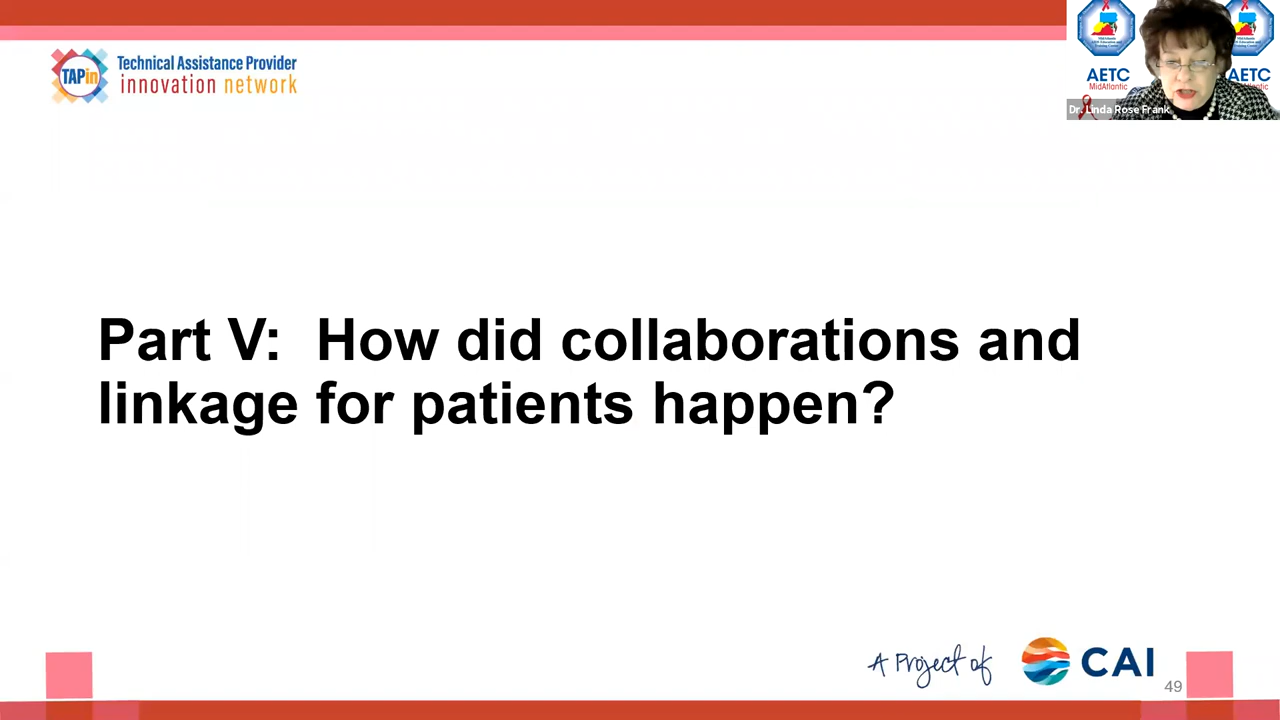 TAPin
Technical Assistance Provider
innovation network
AETC
MidAtlantic
AETC
Dr. Linda Rose Frank
Part V: How did collaborations and
linkage for patients happen?
A Project of
CAI
49